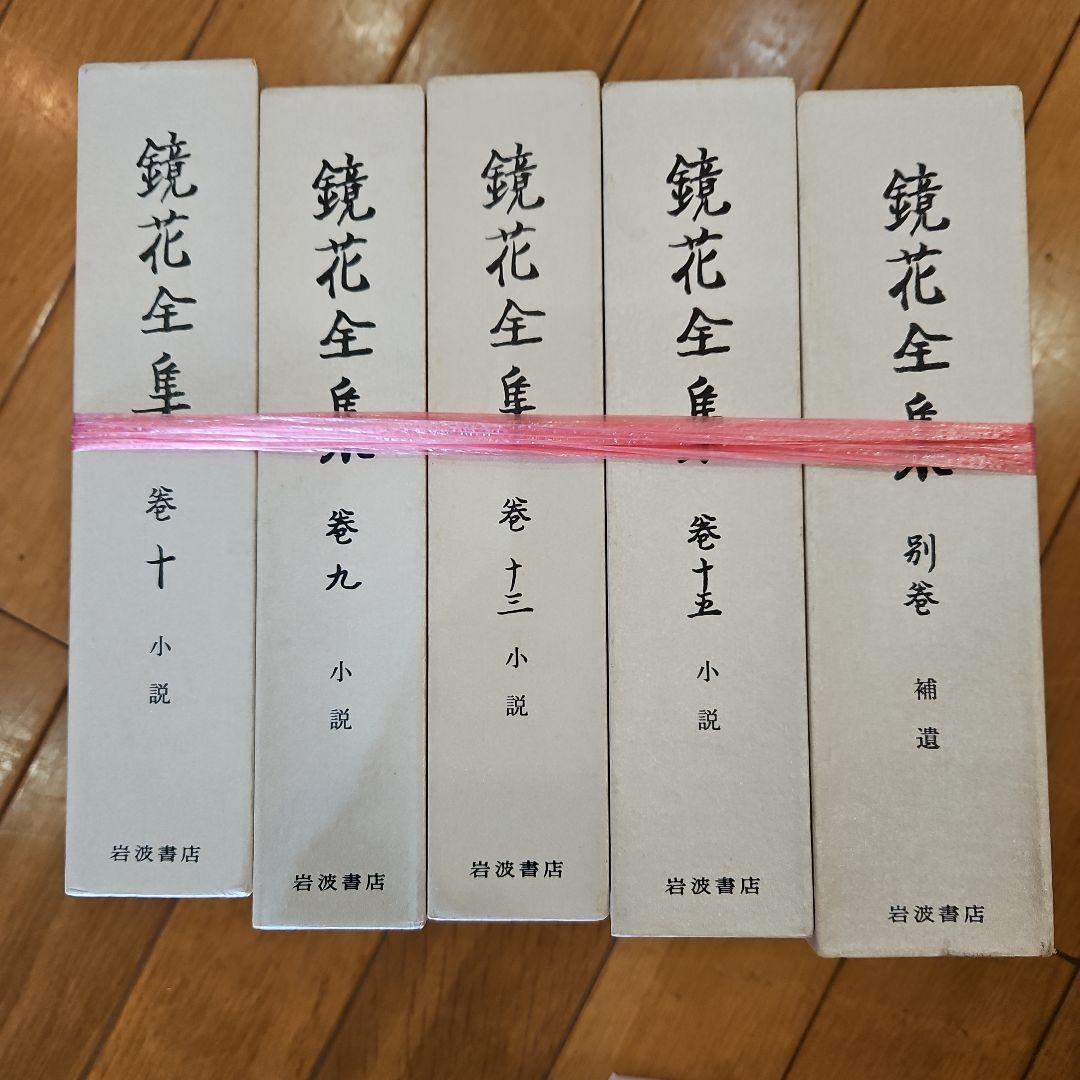 鏡花全集
巻十
小説
岩波書店
鏡花全集
巻九
小説
岩波書店
鏡花全集
巻十三
小説
岩波書店
鏡花全集
巻十五
小説
岩波書店
鏡花全集
別巻
補遺
岩波書店